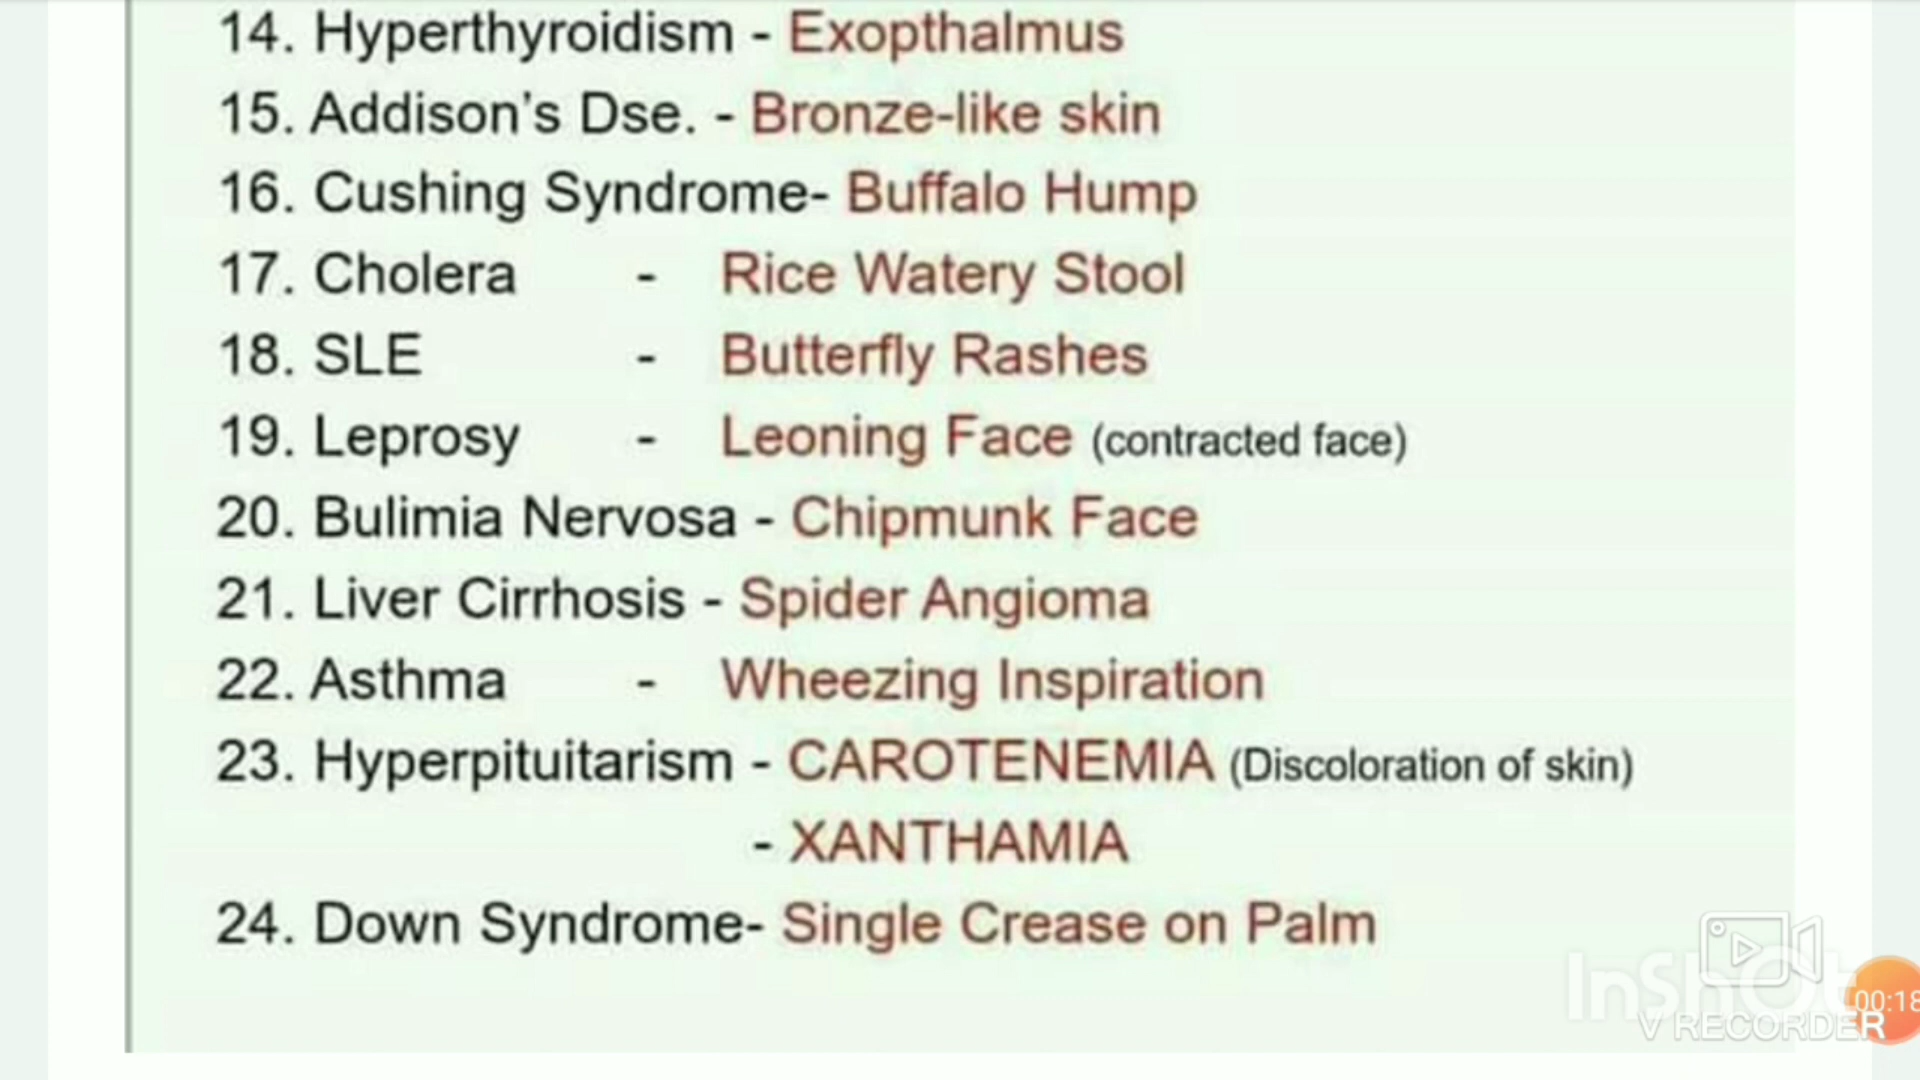 14. Hyperthyroidism - Exopthalmus
15. Addison's Dse. - Bronze-like skin
16. Cushing Syndrome- Buffalo Hump
17. Cholera - Rice Watery Stool
18. SLE - Butterfly Rashes
19. Leprosy - Leoning Face (contracted face)
20. Bulimia Nervosa - Chipmunk Face
21. Liver Cirrhosis - Spider Angioma
22. Asthma - Wheezing Inspiration
23. Hyperpituitarism - CAROTENEMIA (Discoloration of skin)
- XANTHAMIA
24. Down Syndrome- Single Crease on Palm
InShOt
00:18
V RECORDER